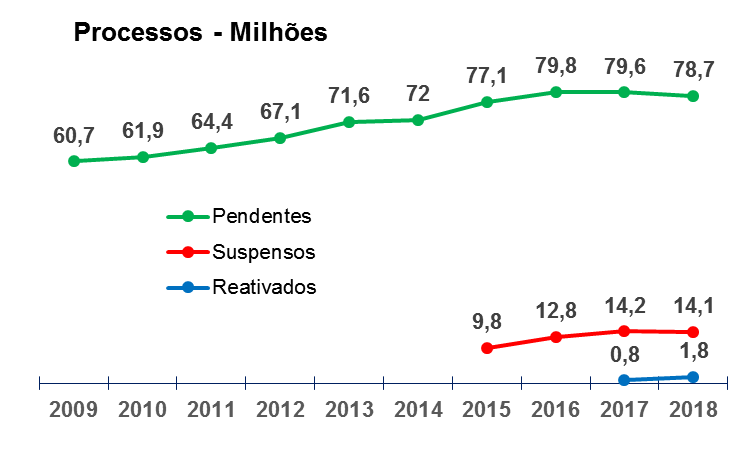 Processos - Milhões
60,7 61,9 64,4 67,1 71,6 72 77,1 79,8 79,6 78,7
Pendentes
Suspensos
Reativados
9,8 12,8 14,2 14,1
0,8 1,8
2009 2010 2011 2012 2013 2014 2015 2016 2017 2018